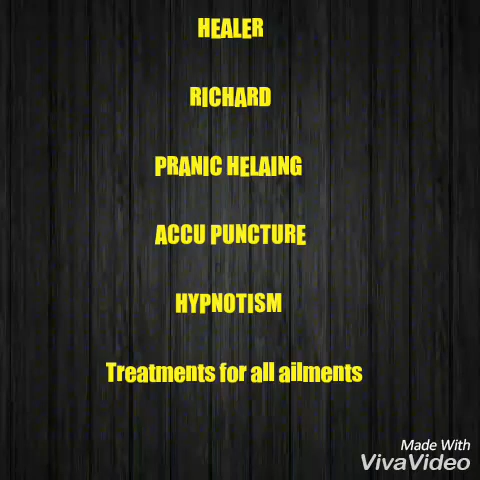 HEALER
RICHARD
PRANIC HELAING
ACCU PUNCTURE
HYPNOTISM
Treatments for all ailments
Made With
VivaVideo